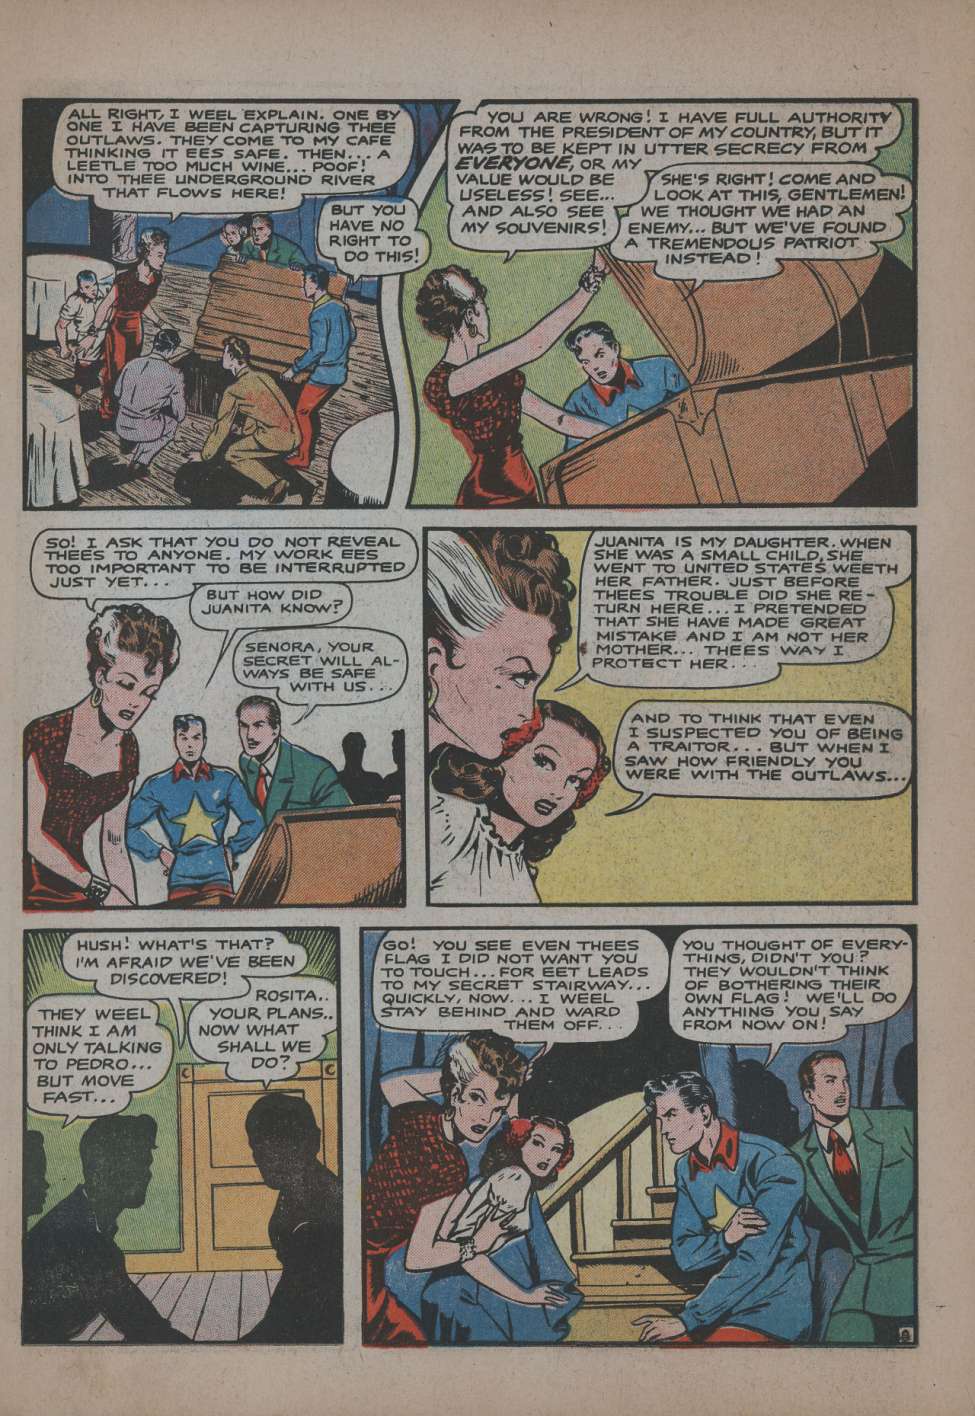 ALL RIGHT, I WEEL EXPLAIN. ONE BY
ONE I HAVE BEEN CAPTURING THEE
OUTLAWS. THEY COME TO MY CAFE
THINKING IT EES SAFE. THEN... A
LEETLE TOO MUCH WINE... POOF!
INTO THEE UNDERGROUND RIVER
THAT FLOWS HERE!
BUT YOU
HAVE NO
RIGHT TO
DO THIS!
YOU ARE WRONG! I HAVE FULL AUTHORITY
FROM THE PRESIDENT OF MY COUNTRY, BUT IT
WAS TO BE KEPT IN UTTER SECRECY FROM
EVERYONE, OR MY
VALUE WOULD BE
USELESS! SEE...
AND ALSO SEE
MY SOUVENIRS!
SHE'S RIGHT! COME AND
LOOK AT THIS, GENTLEMEN!
WE THOUGHT WE HAD AN
ENEMY... BUT WE'VE FOUND
A TREMENDOUS PATRIOT
INSTEAD!
SO! I ASK THAT YOU DO NOT REVEAL
THEES TO ANYONE. MY WORK EES
TOO IMPORTANT TO BE INTERRUPTED
JUST YET...
BUT HOW DID
JUANITA KNOW?
SENORA, YOUR
SECRET WILL AL-
WAYS BE SAFE
WITH US...
JUANITA IS MY DAUGHTER. WHEN
SHE WAS A SMALL CHILD, SHE
WENT TO UNITED STATES WEETH
HER FATHER. JUST BEFORE
THEES TROUBLE DID SHE RE-
TURN HERE... I PRETENDED
THAT SHE HAVE MADE GREAT
MISTAKE AND I AM NOT HER
MOTHER... THEES WAY I
PROTECT HER...
AND TO THINK THAT EVEN
I SUSPECTED YOU OF BEING
A TRAITOR... BUT WHEN I
SAW HOW FRIENDLY YOU
WERE WITH THE OUTLAWS...
HUSH! WHAT'S THAT?
I'M AFRAID WE'VE BEEN
DISCOVERED!
THEY WEEL
THINK I AM
ONLY TALKING
TO PEDRO...
BUT MOVE
FAST...
ROSITA..
YOUR PLANS..
NOW WHAT
SHALL WE
DO?
GO! YOU SEE EVEN THEES
FLAG I DID NOT WANT YOU
TO TOUCH... FOR EET LEADS
TO MY SECRET STAIRWAY...
QUICKLY, NOW... I WEEL
STAY BEHIND AND WARD
THEM OFF...
YOU THOUGHT OF EVERY-
THING, DIDN'T YOU?
THEY WOULDN'T THINK
OF BOTHERING THEIR
OWN FLAG! WE'LL DO
ANYTHING YOU SAY
FROM NOW ON!